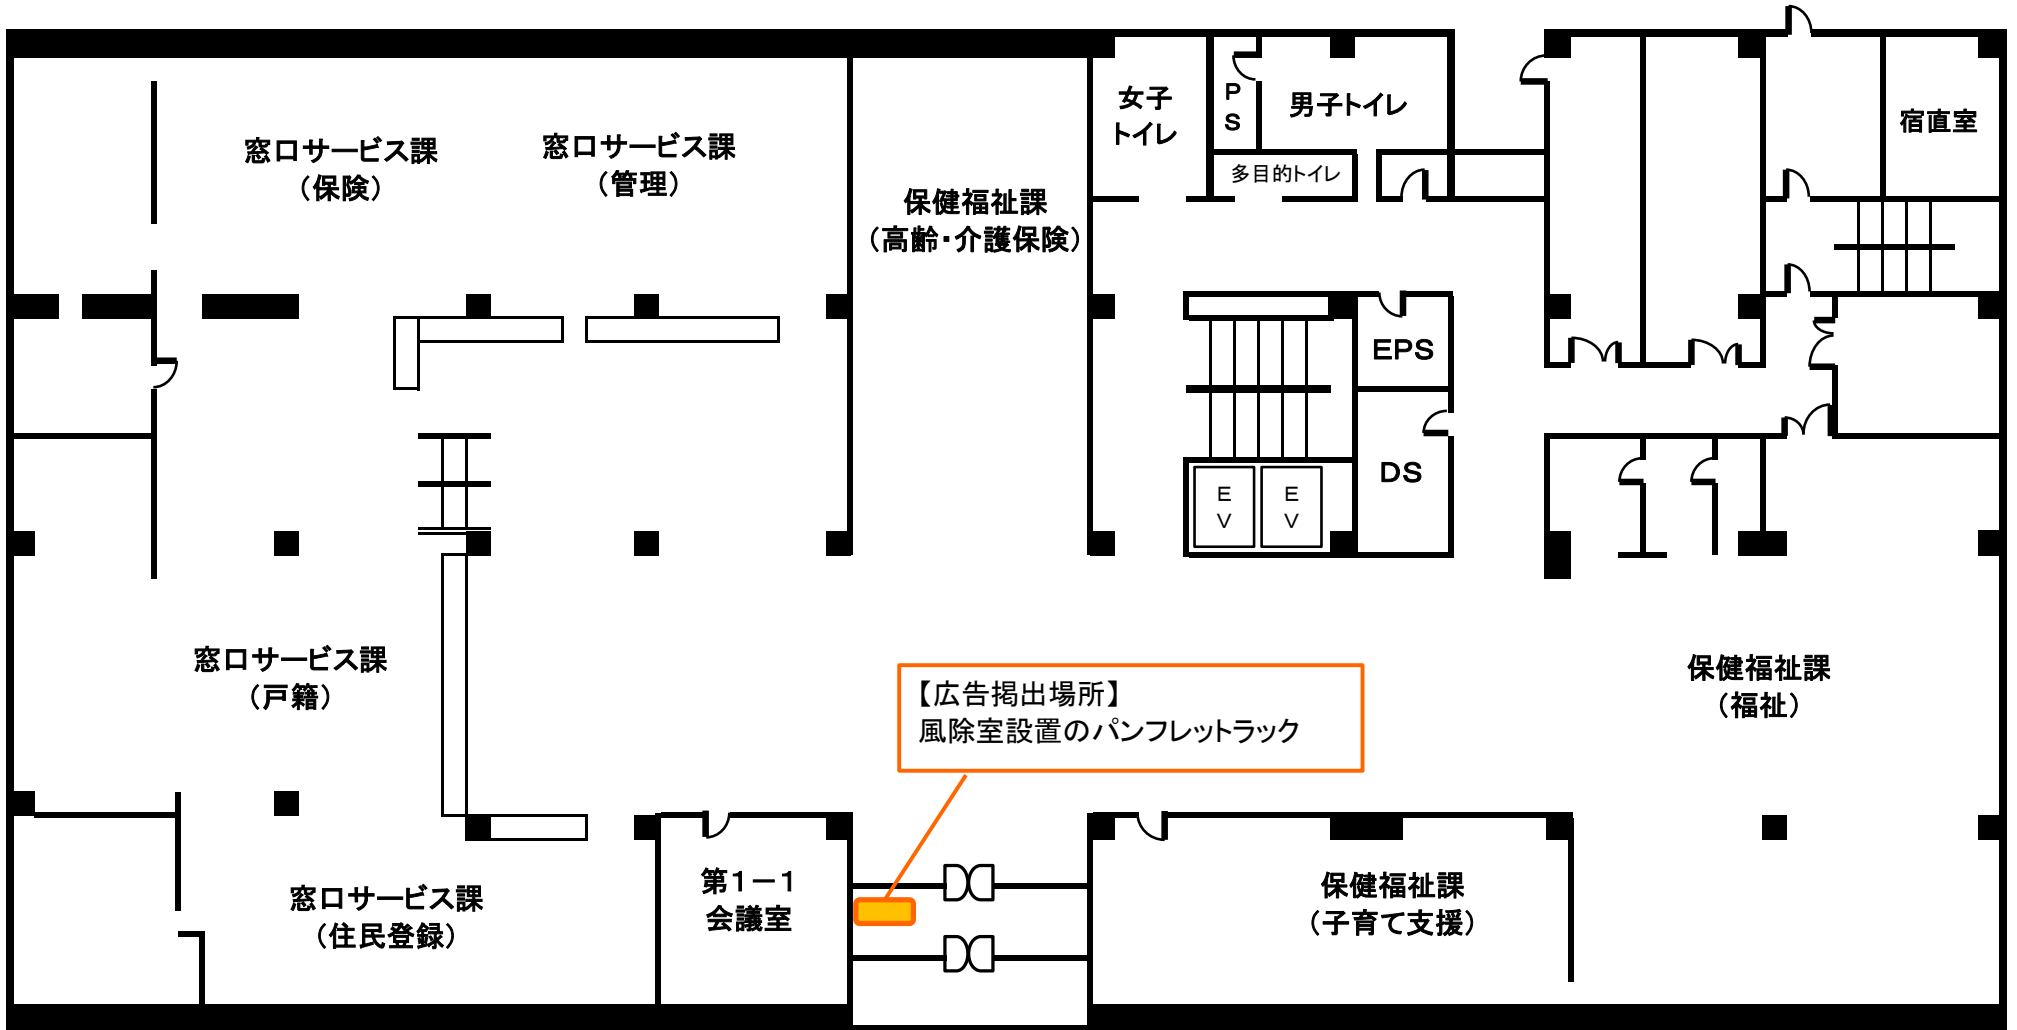 窓口サービス課
（保険）
窓口サービス課
（管理）
保健福祉課
（高齢・介護保険）
女子
トイレ
PS
男子トイレ
多目的トイレ
宿直室
EPS
DS
EV
EV
窓口サービス課
（戸籍）
【広告掲出場所】
風除室設置のパンフレットラック
保健福祉課
（福祉）
窓口サービス課
（住民登録）
第１－１
会議室
保健福祉課
（子育て支援）